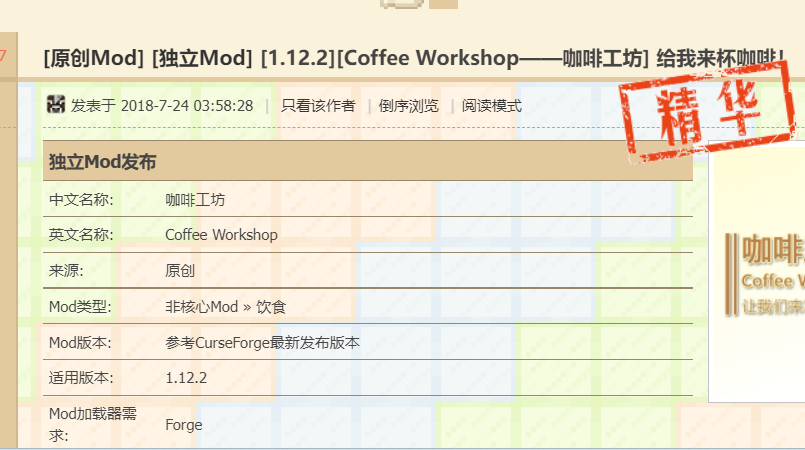 7
[原创Mod] [独立Mod] [1.12.2][Coffee Workshop——咖啡工坊] 给我来杯咖啡!
发表于 2018-7-24 03:58:28 | 只看该作者 | 倒序浏览 | 阅读模式
精华
独立Mod发布
中文名称: 咖啡工坊
英文名称: Coffee Workshop
来源: 原创
Mod类型: 非核心Mod » 饮食
Mod版本: 参考CurseForge最新发布版本
适用版本: 1.12.2
Mod加载器需
求: Forge
咖啡
Coffee W
让我们来